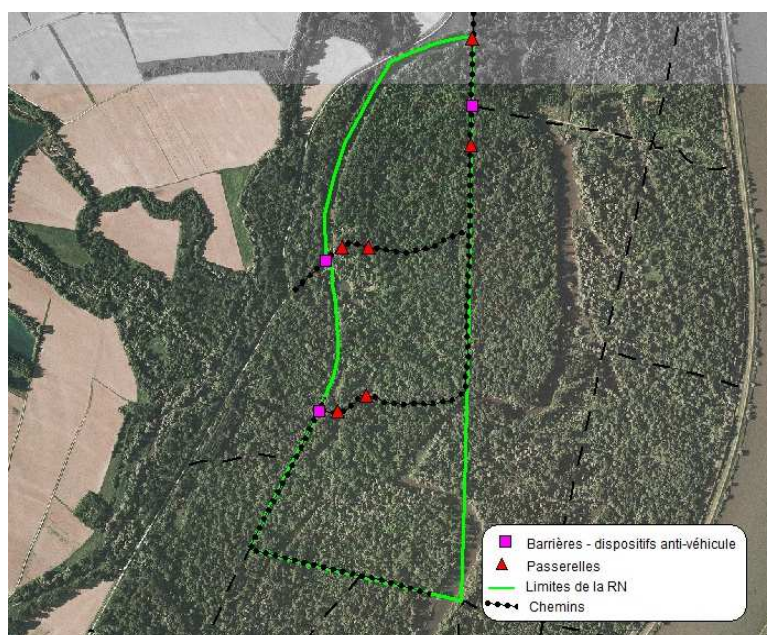 Barrières - dispositifs anti-véhicule
Passerelles
Limites de la RN
Chemins